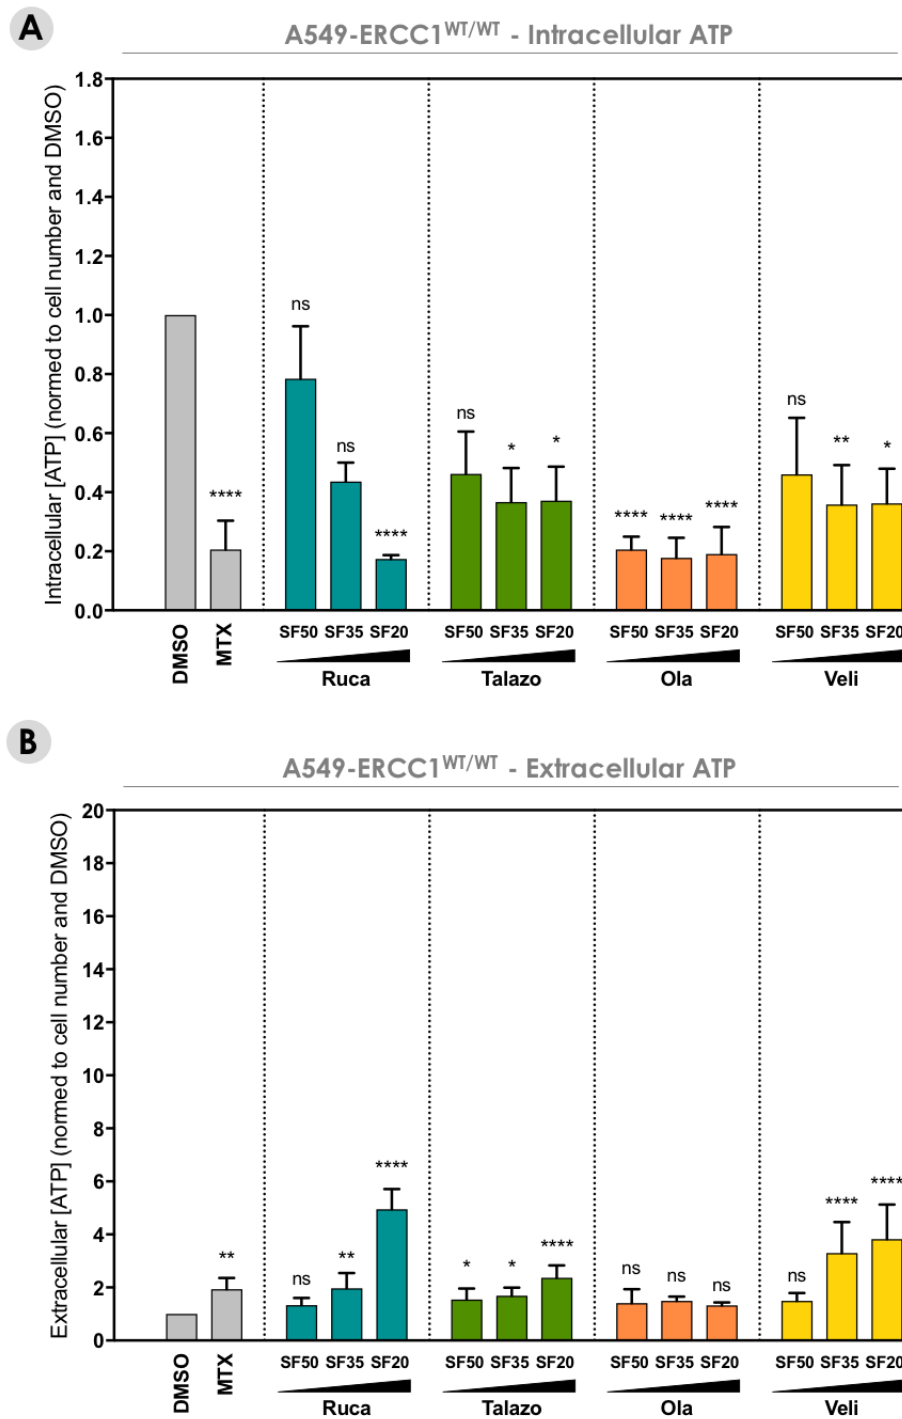 A
A549-ERCC1WT/WT - Intracellular ATP
Intracellular [ATP] (normed to cell number and DMSO)
1.8
1.6
1.4
1.2
1.0
0.8
0.6
0.4
0.2
0.0
**** ns ns **** ns * * **** **** **** ns ** *
DMSO MTX SF50 SF35 SF20 SF50 SF35 SF20 SF50 SF35 SF20 SF50 SF35 SF20
Ruca Talazo Ola Veli
B
A549-ERCC1WT/WT - Extracellular ATP
Extracellular [ATP] (normed to cell number and DMSO)
20
18
16
14
12
10
8
6
4
2
0
** ns ** **** * * **** ns ns ns ns **** ****
DMSO MTX SF50 SF35 SF20 SF50 SF35 SF20 SF50 SF35 SF20 SF50 SF35 SF20
Ruca Talazo Ola Veli